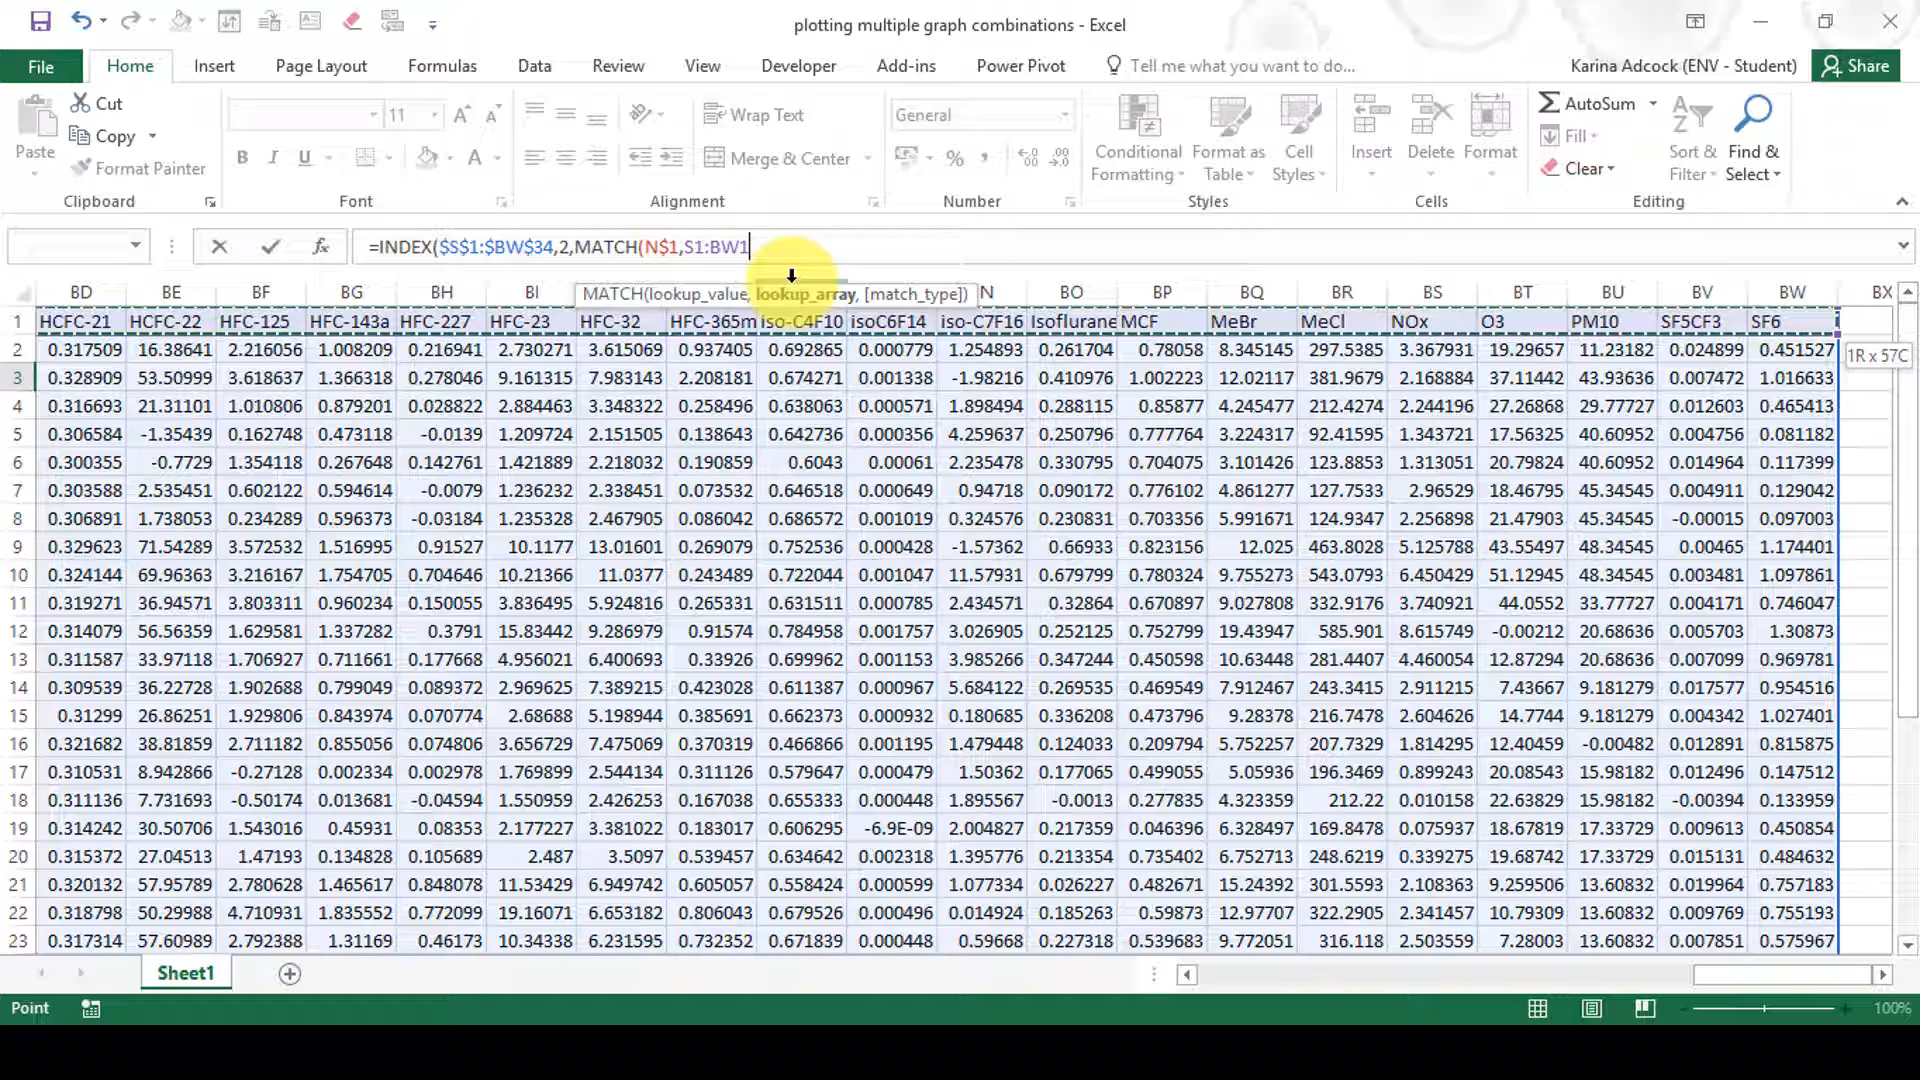 plotting multiple graph combinations - Excel
File Home Insert Page Layout Formulas Data Review View Developer Add-ins Power Pivot Tell me what you want to do... Karina Adcock (ENV - Student) Share
Paste Cut Copy Format Painter Clipboard
11 A A B I U A Font
Wrap Text Merge & Center Alignment
General % , Number
Conditional Formatting Format as Table Cell Styles Styles
Insert Delete Format Cells
AutoSum Fill Clear Sort & Filter Find & Select Editing
fx =INDEX($S$1:$BW$34,2,MATCH(N$1,S1:BW1
MATCH(lookup_value, lookup_array, [match_type])
BD BE BF BG BH BI N BO BP BQ BR BS BT BU BV BW BX
1 HCFC-21 HCFC-22 HFC-125 HFC-143a HFC-227 HFC-23 HFC-32 HFC-365m iso-C4F10 isoC6F14 iso-C7F16 Isoflurane MCF MeBr MeCl NOx O3 PM10 SF5CF3 SF6
2 0.317509 16.38641 2.216056 1.008209 0.216941 2.730271 3.615069 0.937405 0.692865 0.000779 1.254893 0.261704 0.78058 8.345145 297.5385 3.367931 19.29657 11.23182 0.024899 0.451527 1R x 57C
3 0.328909 53.50999 3.618637 1.366318 0.278046 9.161315 7.983143 2.208181 0.674271 0.001338 -1.98216 0.410976 1.002223 12.02117 381.9679 2.168884 37.11442 43.93636 0.007472 1.016633
4 0.316693 21.31101 1.010806 0.879201 0.028822 2.884463 3.348322 0.258496 0.638063 0.000571 1.898494 0.288115 0.85877 4.245477 212.4274 2.244196 27.26868 29.77727 0.012603 0.465413
5 0.306584 -1.35439 0.162748 0.473118 -0.0139 1.209724 2.151505 0.138643 0.642736 0.000356 4.259637 0.250796 0.777764 3.224317 92.41595 1.343721 17.56325 40.60952 0.004756 0.081182
6 0.300355 -0.7729 1.354118 0.267648 0.142761 1.421889 2.218032 0.190859 0.6043 0.00061 2.235478 0.330795 0.704075 3.101426 123.8853 1.313051 20.79824 40.60952 0.014964 0.117399
7 0.303588 2.535451 0.602122 0.594614 -0.0079 1.236232 2.338451 0.073532 0.646518 0.000649 0.94718 0.090172 0.776102 4.861277 127.7533 2.96529 18.46795 45.34545 0.004911 0.129042
8 0.306891 1.738053 0.234289 0.596373 -0.03184 1.235328 2.467905 0.086042 0.686572 0.001019 0.324576 0.230831 0.703356 5.991671 124.9347 2.256898 21.47903 45.34545 -0.00015 0.097003
9 0.329623 71.54289 3.572532 1.516995 0.91527 10.1177 13.01601 0.269079 0.752536 0.000428 -1.57362 0.66933 0.823156 12.025 463.8028 5.125788 43.55497 48.34545 0.00465 1.174401
10 0.324144 69.96363 3.216167 1.754705 0.704646 10.21366 11.0377 0.243489 0.722044 0.001047 11.57931 0.679799 0.780324 9.755273 543.0793 6.450429 51.12945 48.34545 0.003481 1.097861
11 0.319271 36.94571 3.803311 0.960234 0.150055 3.836495 5.924816 0.265331 0.631511 0.000785 2.434571 0.32864 0.670897 9.027808 332.9176 3.740921 44.0552 33.77727 0.004171 0.746047
12 0.314079 56.56359 1.629581 1.337282 0.3791 15.83442 9.286979 0.91574 0.784958 0.001757 3.026905 0.252125 0.752799 19.43947 585.901 8.615749 -0.00212 20.68636 0.005703 1.30873
13 0.311587 33.97118 1.706927 0.711661 0.177668 4.956021 6.400693 0.33926 0.699962 0.001153 3.985266 0.347244 0.450598 10.63448 281.4407 4.460054 12.87294 20.68636 0.007099 0.969781
14 0.309539 36.22728 1.902688 0.799049 0.089372 2.969625 7.389215 0.423028 0.611387 0.000967 5.684122 0.269535 0.469549 7.912467 243.3415 2.911215 7.43667 9.181279 0.017577 0.954516
15 0.31299 26.86251 1.929806 0.843974 0.070774 2.68688 5.198944 0.385691 0.662373 0.000932 0.180685 0.336208 0.473796 9.28378 216.7478 2.604626 14.7744 9.181279 0.004342 1.027401
16 0.321682 38.81859 2.711182 0.855056 0.074806 3.656729 7.475069 0.370319 0.466866 0.001195 1.479448 0.124033 0.209794 5.752257 207.7329 1.814295 12.40459 -0.00482 0.012891 0.815875
17 0.310531 8.942866 -0.27128 0.002334 0.002978 1.769899 2.544134 0.311126 0.579647 0.000479 1.50362 0.177065 0.499055 5.05936 196.3469 0.899243 20.08543 15.98182 0.012496 0.147512
18 0.311136 7.731693 -0.50174 0.013681 -0.04594 1.550959 2.426253 0.167038 0.655333 0.000448 1.895567 -0.0013 0.277835 4.323359 212.22 0.010158 22.63829 15.98182 -0.00394 0.133959
19 0.314242 30.50706 1.543016 0.45931 0.08353 2.177227 3.381022 0.183017 0.606295 -6.9E-09 2.004827 0.217359 0.046396 6.328497 169.8478 0.075937 18.67819 17.33729 0.009613 0.450854
20 0.315372 27.04513 1.47193 0.134828 0.105689 2.487 3.5097 0.539457 0.634642 0.002318 1.395776 0.213354 0.735402 6.752713 248.6219 0.339275 19.68742 17.33729 0.015131 0.484632
21 0.320132 57.95789 2.780628 1.465617 0.848078 11.53429 6.949742 0.605057 0.558424 0.000599 1.077334 0.026227 0.482671 15.24392 301.5593 2.108363 9.259506 13.60832 0.019964 0.757183
22 0.318798 50.29988 4.710931 1.835552 0.772099 19.16071 6.653182 0.806043 0.679526 0.000496 0.014924 0.185263 0.59873 12.97707 322.2905 2.341457 10.79309 13.60832 0.009769 0.755193
23 0.317314 57.60989 2.792388 1.31169 0.46173 10.34338 6.231595 0.732352 0.671839 0.000448 0.59668 0.227318 0.539683 9.772051 316.118 2.503559 7.28003 13.60832 0.007851 0.575967
Sheet1
Point 100%